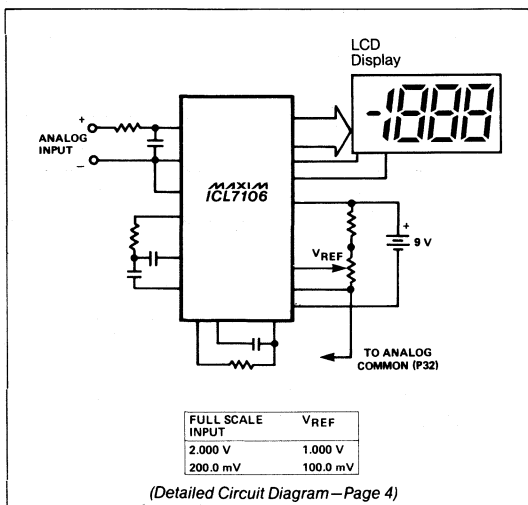 LCD
Display
-1888
+
ANALOG
INPUT
–
MAXIM
ICL7106
VREF
+
9 V
TO ANALOG
COMMON (P32)
FULL SCALE INPUT VREF
2.000 V 1.000 V
200.0 mV 100.0 mV
(Detailed Circuit Diagram—Page 4)